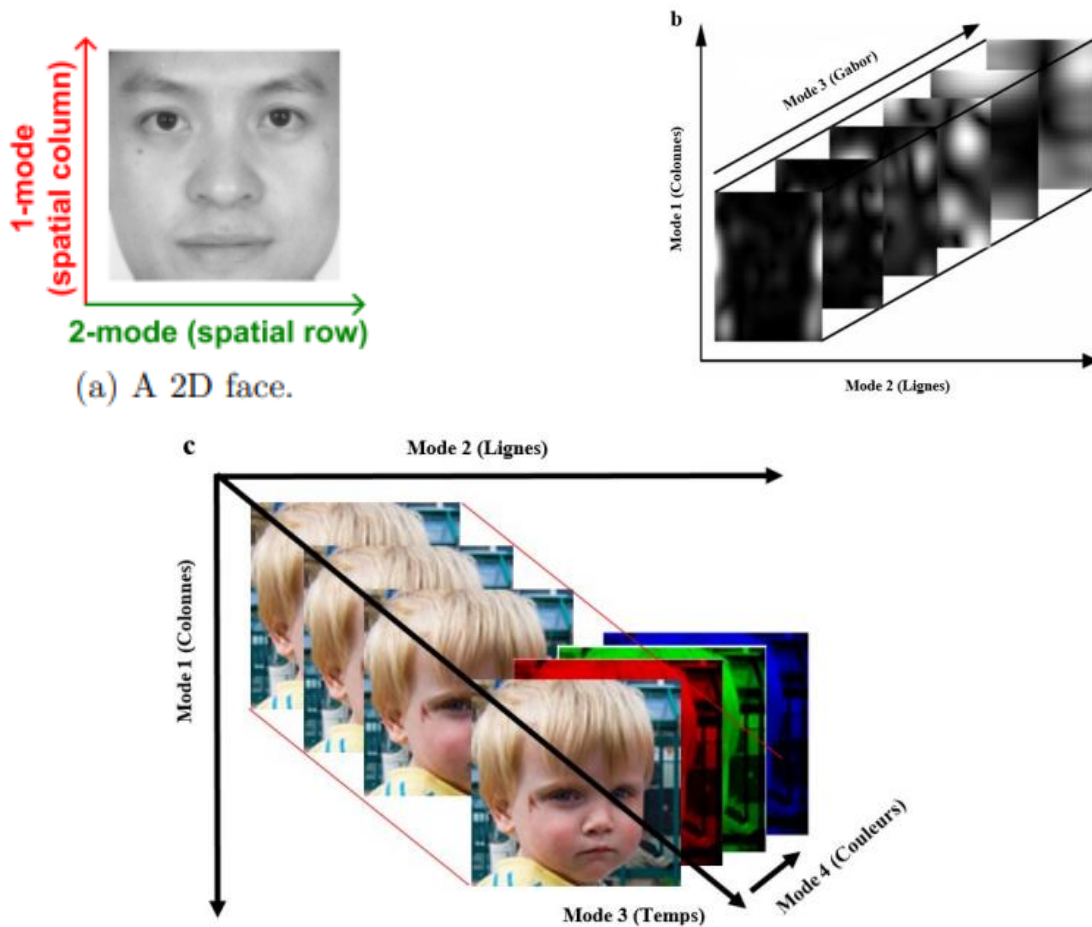 1-mode
(spatial column)
2-mode (spatial row)
(a) A 2D face.
b
Mode 3 (Gabor)
Mode 1 (Colonnes)
Mode 2 (Lignes)
c
Mode 2 (Lignes)
Mode 1 (Colonnes)
Mode 3 (Temps)
Mode 4 (Couleurs)